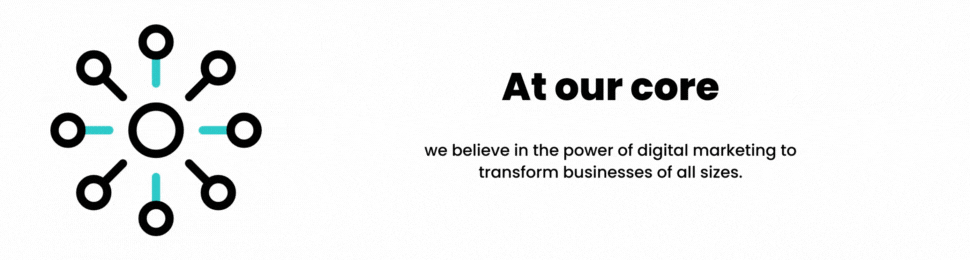 At our core
we believe in the power of digital marketing to
transform businesses of all sizes.